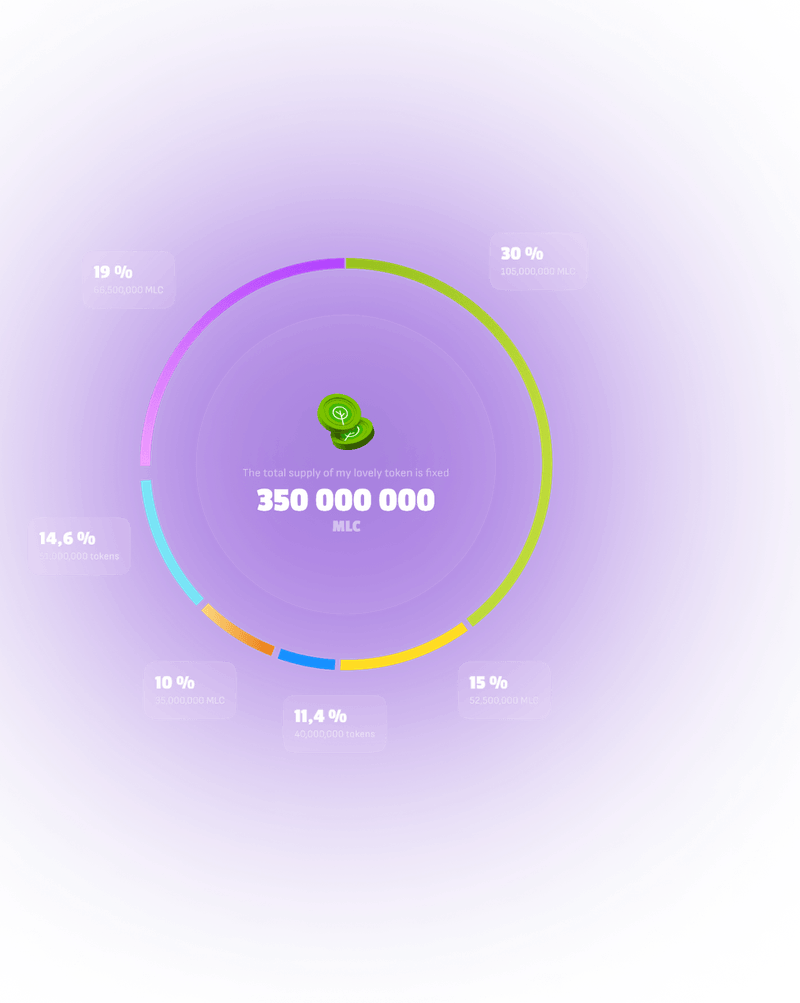 30 %
105,000,000 MLC
19 %
66,500,000 MLC
The total supply of my lovely token is fixed
350 000 000
MLC
14,6 %
tokens
10 %
35,000,000 MLC
15 %
52,500,000 MLC
11,4 %
40,000,000 tokens